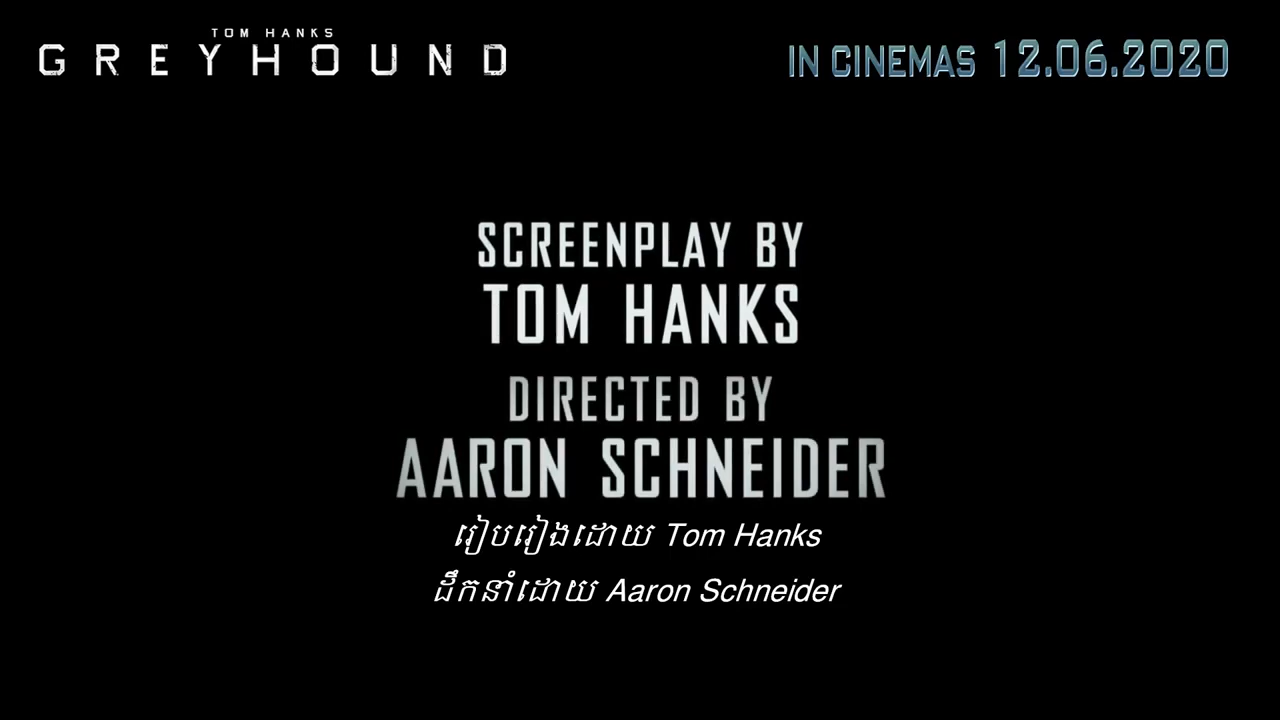 TOM HANKS
GREYHOUND
IN CINEMAS 12.06.2020
SCREENPLAY BY
TOM HANKS
DIRECTED BY
AARON SCHNEIDER
រៀបរៀងដោយ Tom Hanks
ដឹកនាំដោយ Aaron Schneider